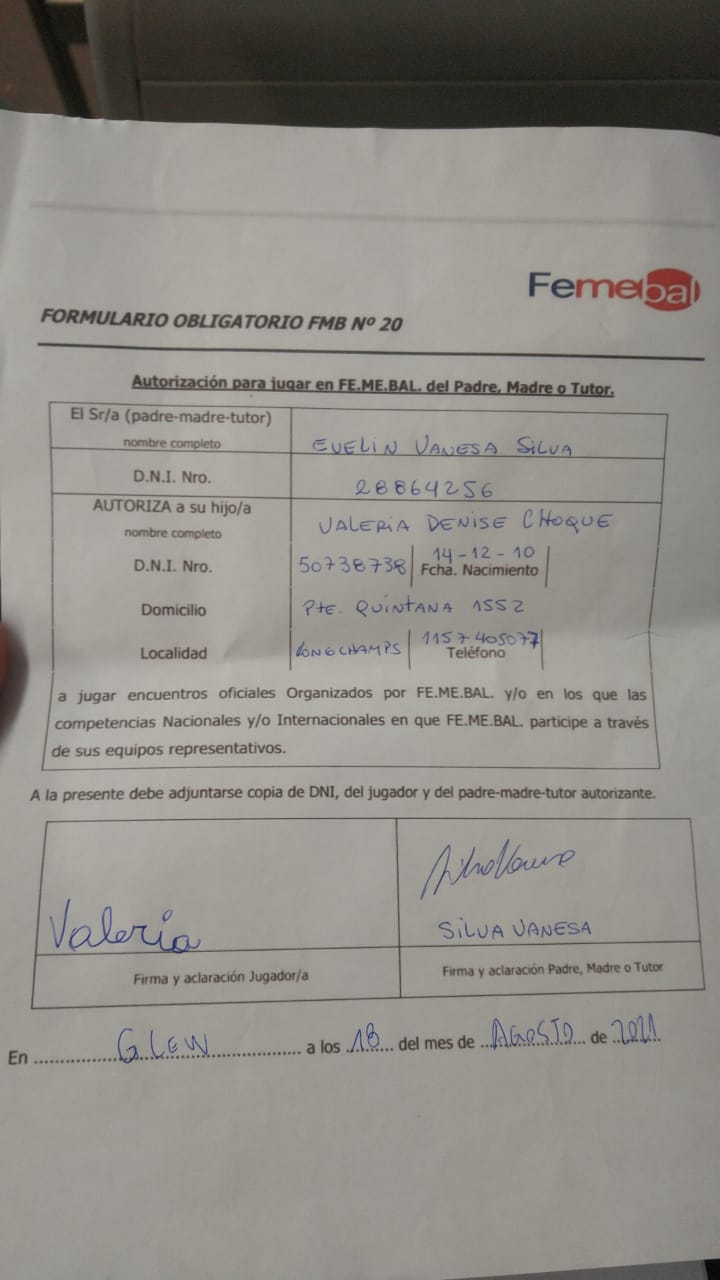 Femebal
FORMULARIO OBLIGATORIO FMB Nº 20
Autorización para jugar en FE.ME.BAL. del Padre, Madre o Tutor.
El Sr/a (padre-madre-tutor)
nombre completo
EVELIN VANESA SILVA
D.N.I. Nro.
28864256
AUTORIZA a su hijo/a
nombre completo
VALERIA DENISE CHOQUE
D.N.I. Nro.
50738738
14-12-10
Fcha. Nacimiento
Domicilio
Pte. QUINTANA 1552
Localidad
LONGCHAMPS
1157405077
Teléfono
a jugar encuentros oficiales Organizados por FE.ME.BAL. y/o en los que las
competencias Nacionales y/o Internacionales en que FE.ME.BAL. participe a través
de sus equipos representativos.
A la presente debe adjuntarse copia de DNI, del jugador y del padre-madre-tutor autorizante.
Valeria
SILVA VANESA
Firma y aclaración Jugador/a
Firma y aclaración Padre, Madre o Tutor
En GLEW a los 18 del mes de AGOSTO de 2021